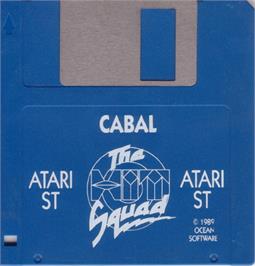 CABAL
The
HIT
Squad
ATARI
ST
ATARI
ST
© 1989
OCEAN
SOFTWARE